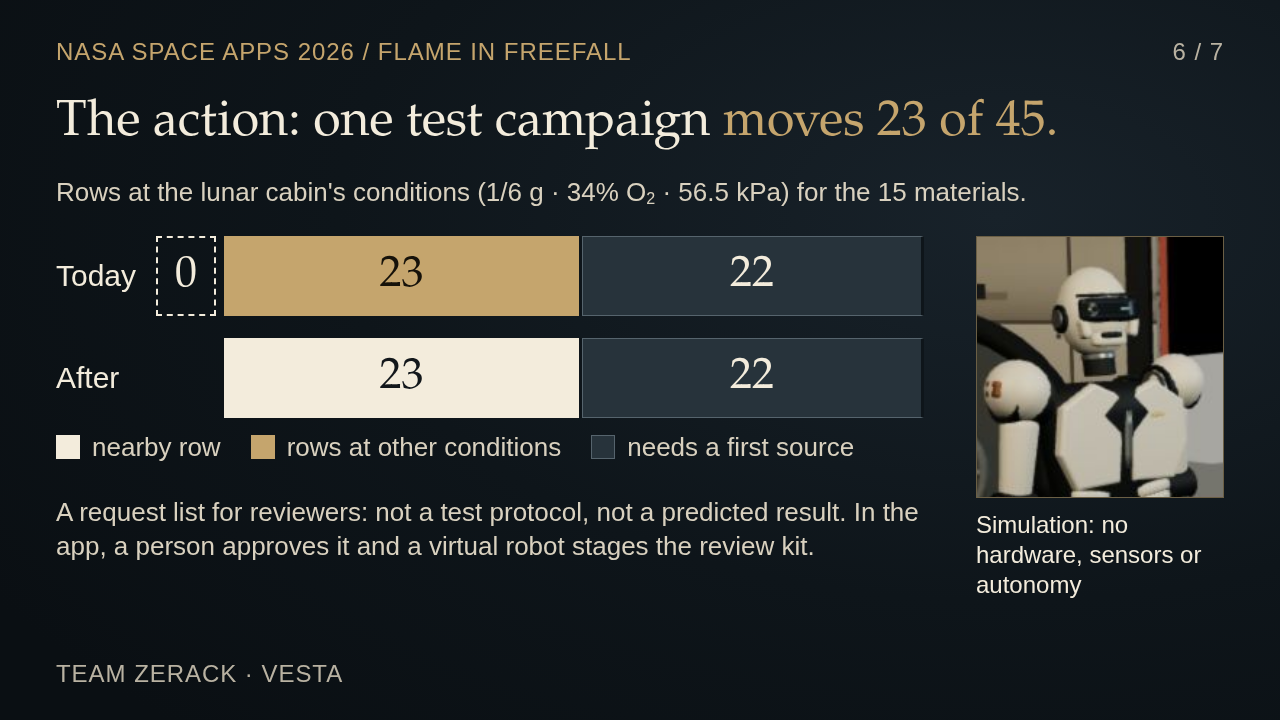 NASA SPACE APPS 2026 / FLAME IN FREEFALL
6 / 7
The action: one test campaign moves 23 of 45.
Rows at the lunar cabin's conditions (1/6 g · 34% O₂ · 56.5 kPa) for the 15 materials.
Today 0 23 22
After 23 22
nearby row rows at other conditions needs a first source
A request list for reviewers: not a test protocol, not a predicted result. In the
app, a person approves it and a virtual robot stages the review kit.
Simulation: no
hardware, sensors or
autonomy
TEAM ZERACK · VESTA